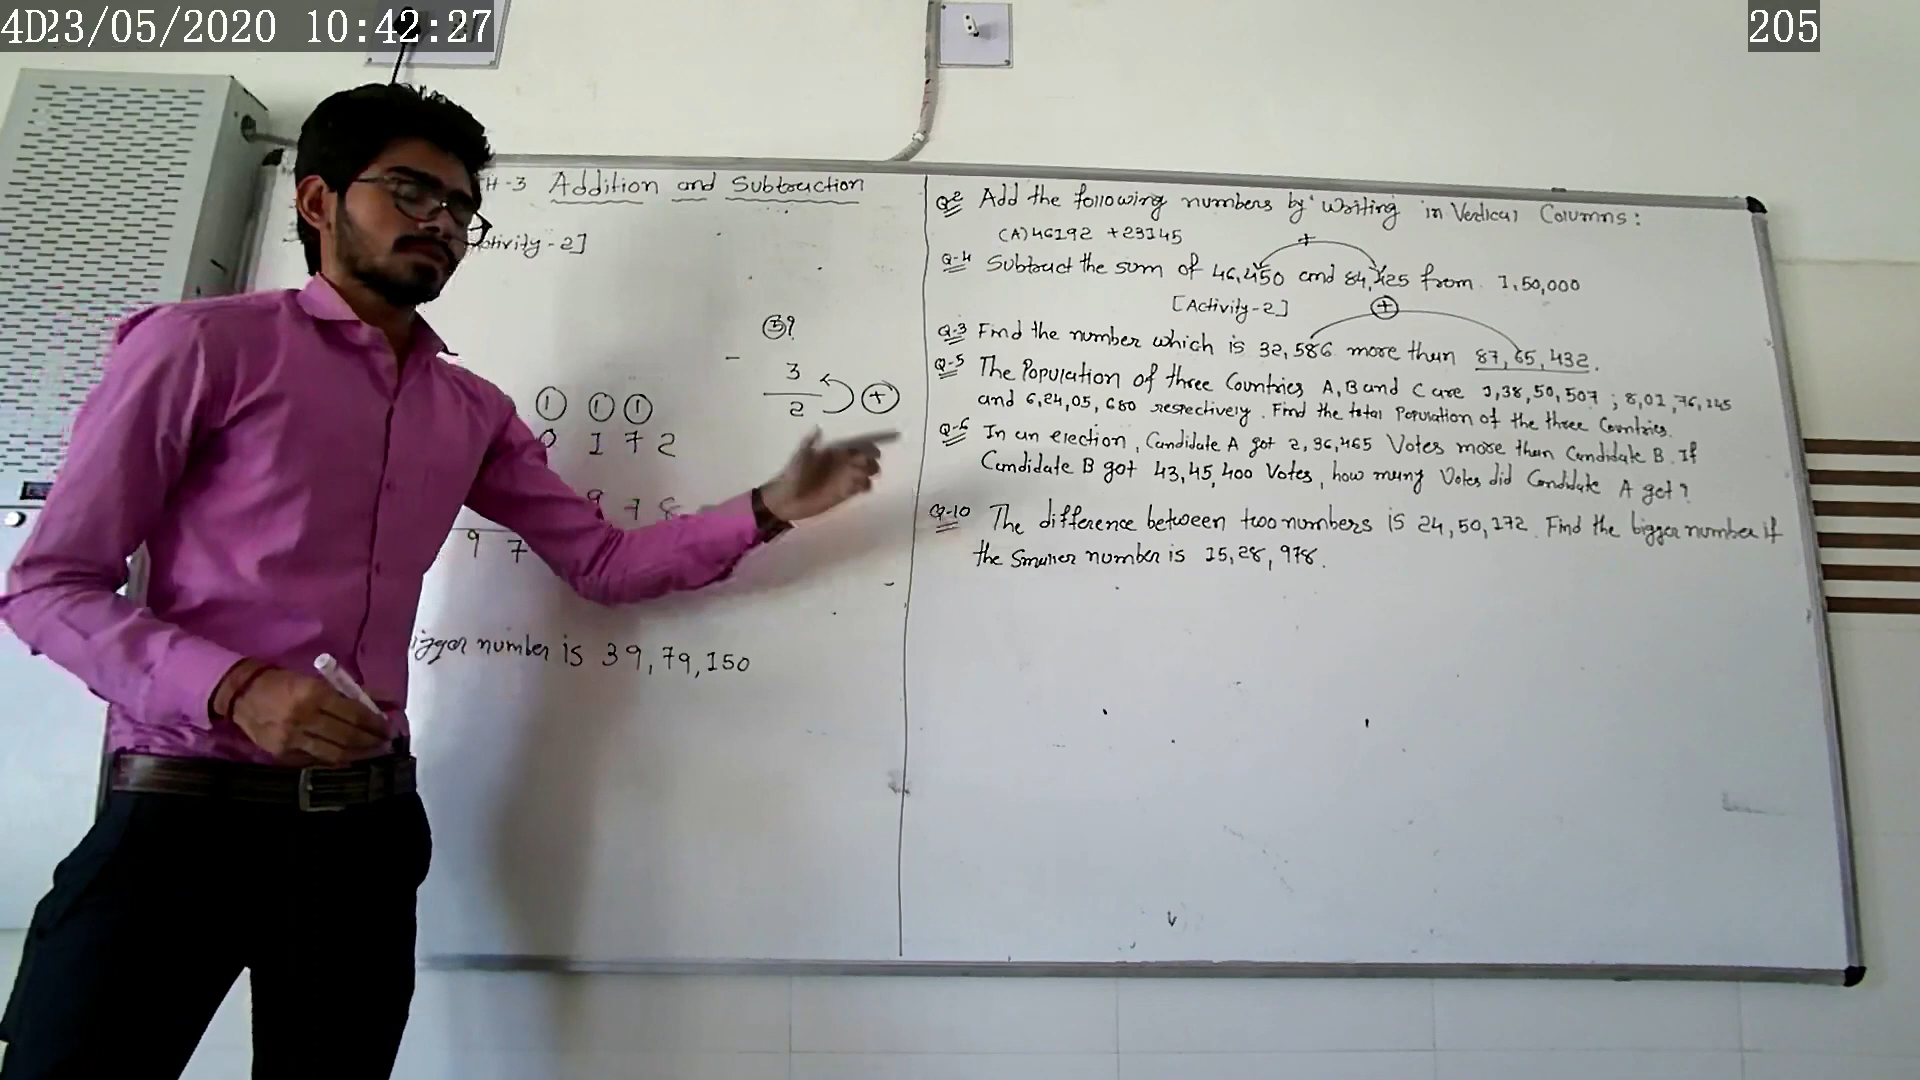 4D23/05/2020 10:42:27
205
H-3 Addition and Subtraction
ctivity-2]
3?
- 3
2 +
1 1 1
0 1 7 2
9 7 8
9 7
igger number is 39,79,150
Q-2 Add the following numbers by writing in Vertical Columns:
(A) 46192 + 23145
+
Q-4 Subtract the sum of 46,450 and 84,425 from 1,50,000
[Activity-2]
+
Q-3 Find the number which is 32,586 more than 87,65,432.
Q-5 The Population of three Countries A, B and C are 1,38,50,507 ; 8,01,76,145
and 6,24,05,680 respectively. Find the total Population of the three Countries.
Q-6 In an election, Candidate A got 2,36,465 Votes more than Candidate B. If
Candidate B got 43,45,400 Votes, how many Votes did Candidate A get?
Q-10 The difference between two numbers is 24,50,172. Find the bigger number if
the Smaller number is 15,28,978.